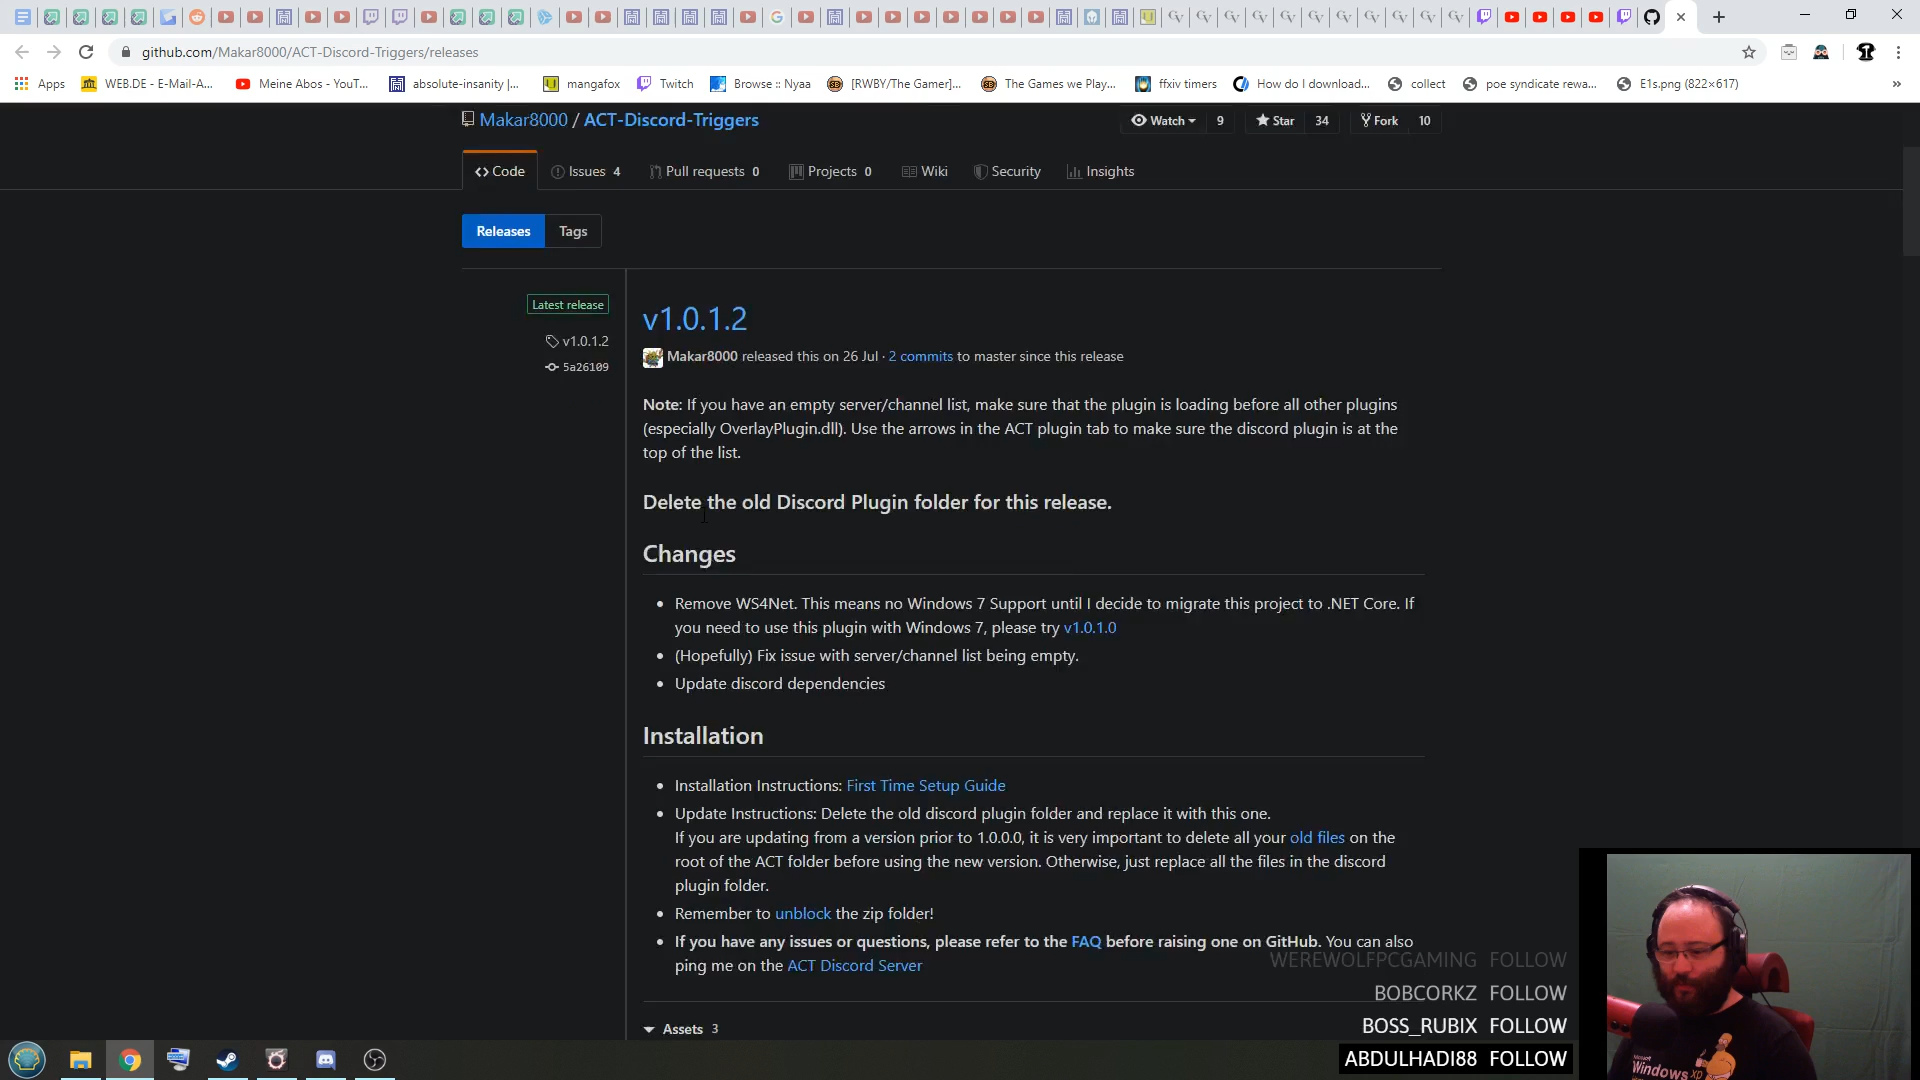 github.com/Makar8000/ACT-Discord-Triggers/releases
Apps WEB.DE - E-Mail-A... Meine Abos - YouT... absolute-insanity |... mangafox Twitch Browse :: Nyaa [RWBY/The Gamer]... The Games we Play... ffxiv timers How do I download... collect poe syndicate rewa... E1s.png (822×617) »
Makar8000 / ACT-Discord-Triggers Watch 9 Star 34 Fork 10
Code Issues 4 Pull requests 0 Projects 0 Wiki Security Insights
Releases Tags
Latest release
v1.0.1.2
v1.0.1.2
5a26109
Makar8000 released this on 26 Jul · 2 commits to master since this release
Note: If you have an empty server/channel list, make sure that the plugin is loading before all other plugins
(especially OverlayPlugin.dll). Use the arrows in the ACT plugin tab to make sure the discord plugin is at the
top of the list.
Delete the old Discord Plugin folder for this release.
Changes
• Remove WS4Net. This means no Windows 7 Support until I decide to migrate this project to .NET Core. If
you need to use this plugin with Windows 7, please try v1.0.1.0
• (Hopefully) Fix issue with server/channel list being empty.
• Update discord dependencies
Installation
• Installation Instructions: First Time Setup Guide
• Update Instructions: Delete the old discord plugin folder and replace it with this one.
If you are updating from a version prior to 1.0.0.0, it is very important to delete all your old files on the
root of the ACT folder before using the new version. Otherwise, just replace all the files in the discord
plugin folder.
• Remember to unblock the zip folder!
• If you have any issues or questions, please refer to the FAQ before raising one on GitHub. You can also
ping me on the ACT Discord Server
Assets 3
WEREWOLFPCGAMING FOLLOW
BOBCORKZ FOLLOW
BOSS_RUBIX FOLLOW
ABDULHADI88 FOLLOW
Windows xp